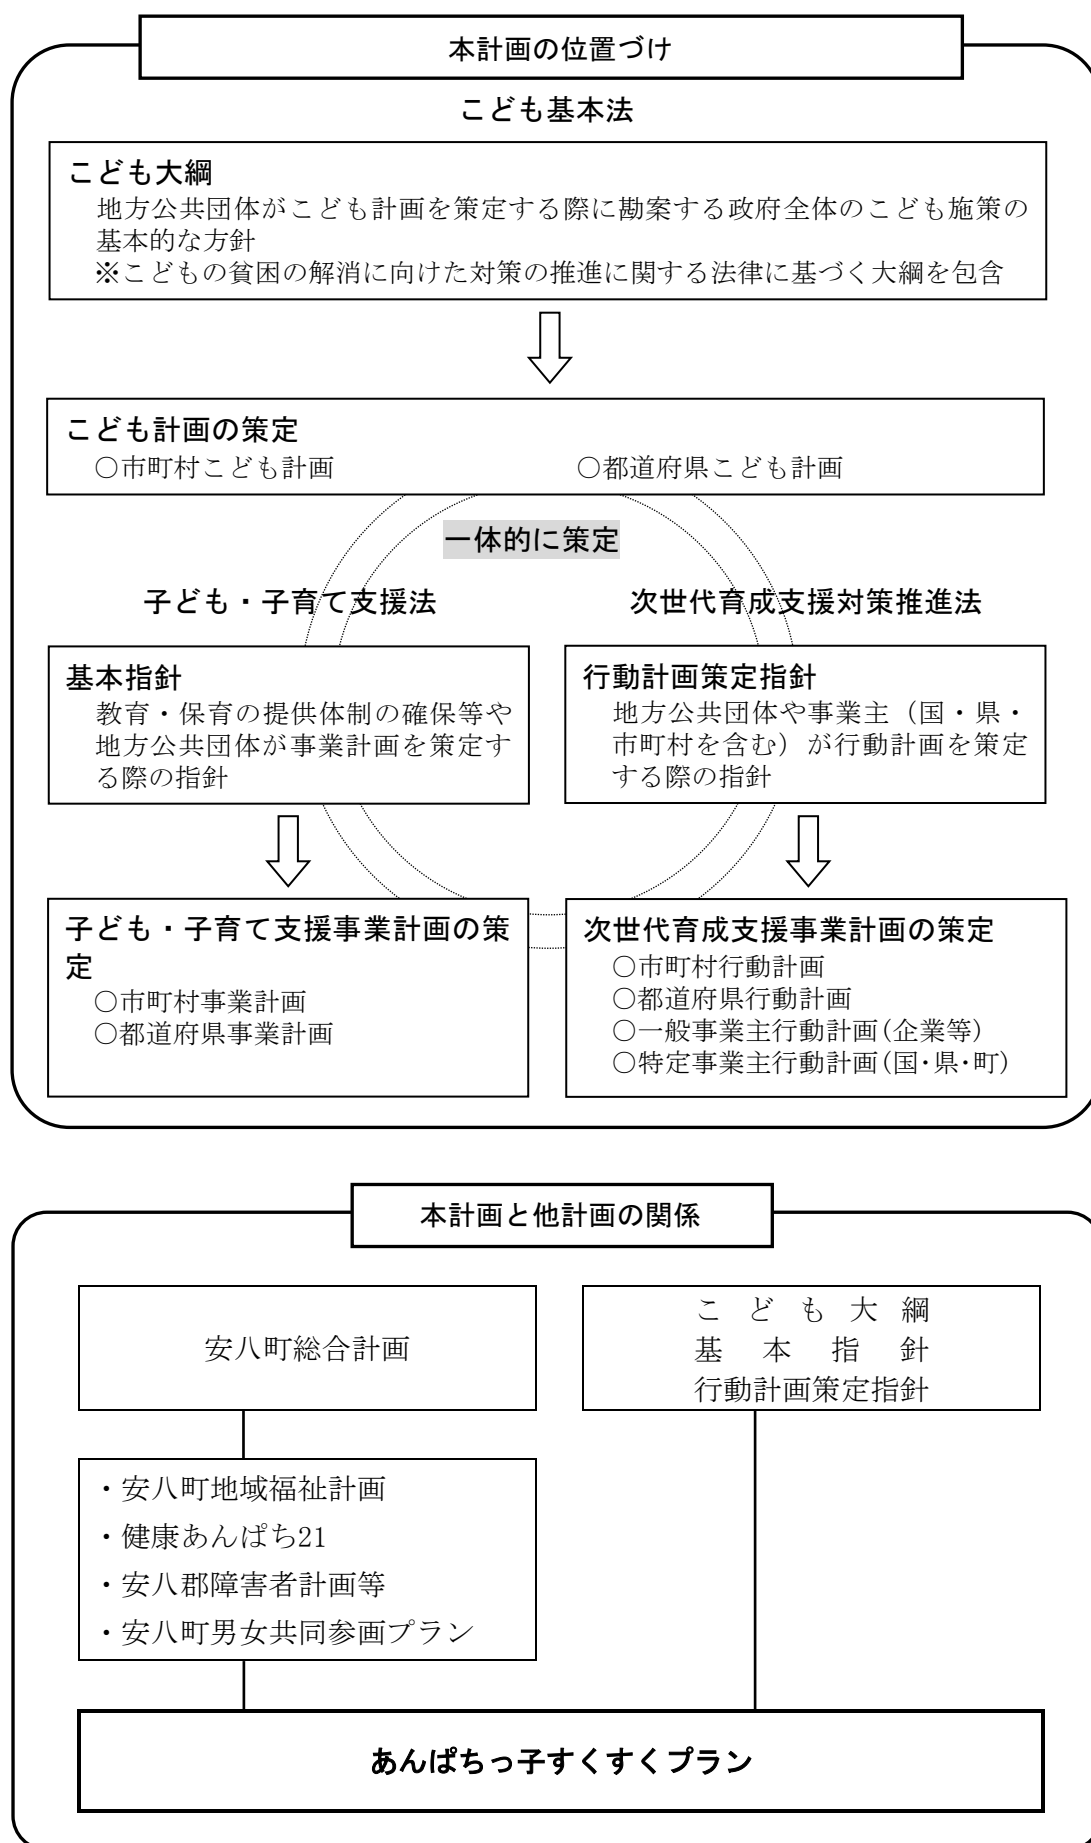 本計画の位置づけ
こども基本法
こども大綱
地方公共団体がこども計画を策定する際に勘案する政府全体のこども施策の
基本的な方針
※こどもの貧困の解消に向けた対策の推進に関する法律に基づく大綱を包含
こども計画の策定
○市町村こども計画
○都道府県こども計画
一体的に策定
子ども・子育て支援法
基本指針
教育・保育の提供体制の確保等や
地方公共団体が事業計画を策定す
る際の指針
子ども・子育て支援事業計画の策
定
○市町村事業計画
○都道府県事業計画
次世代育成支援対策推進法
行動計画策定指針
地方公共団体や事業主（国・県・
市町村を含む）が行動計画を策定
する際の指針
次世代育成支援事業計画の策定
○市町村行動計画
○都道府県行動計画
○一般事業主行動計画(企業等)
○特定事業主行動計画(国･県･町)
本計画と他計画の関係
安八町総合計画
・安八町地域福祉計画
・健康あんぱち21
・安八郡障害者計画等
・安八町男女共同参画プラン
こども大綱
基本指針
行動計画策定指針
あんぱちっ子すくすくプラン